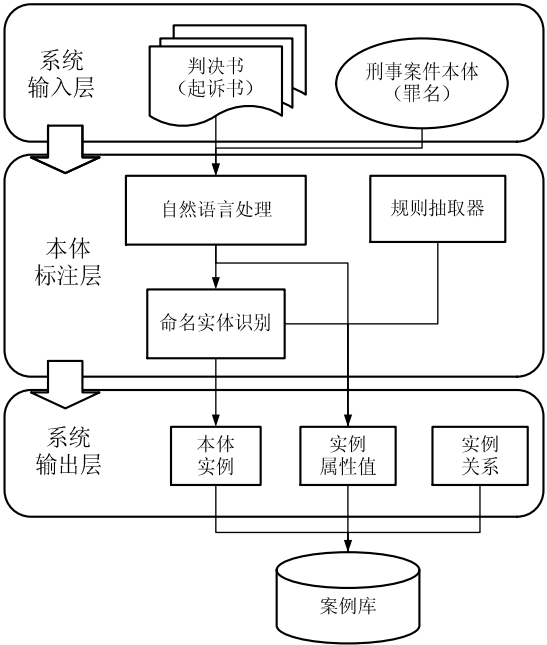 系统
输入层
判决书
（起诉书）
刑事案件本体
（罪名）
本体
标注层
自然语言处理
规则抽取器
命名实体识别
系统
输出层
本体
实例
实例
属性值
实例
关系
案例库